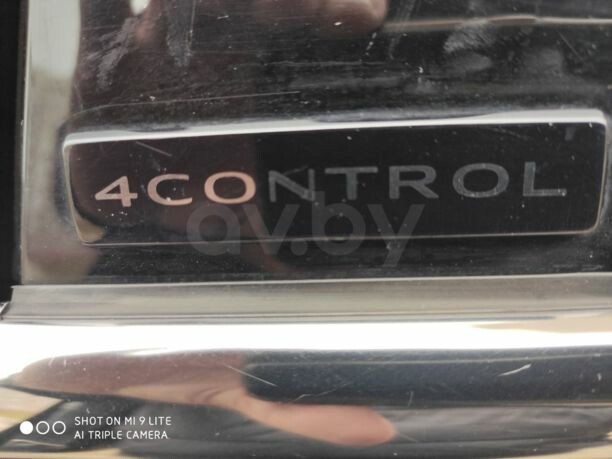 4CONTROL
av.by
SHOT ON MI 9 LITE
AI TRIPLE CAMERA